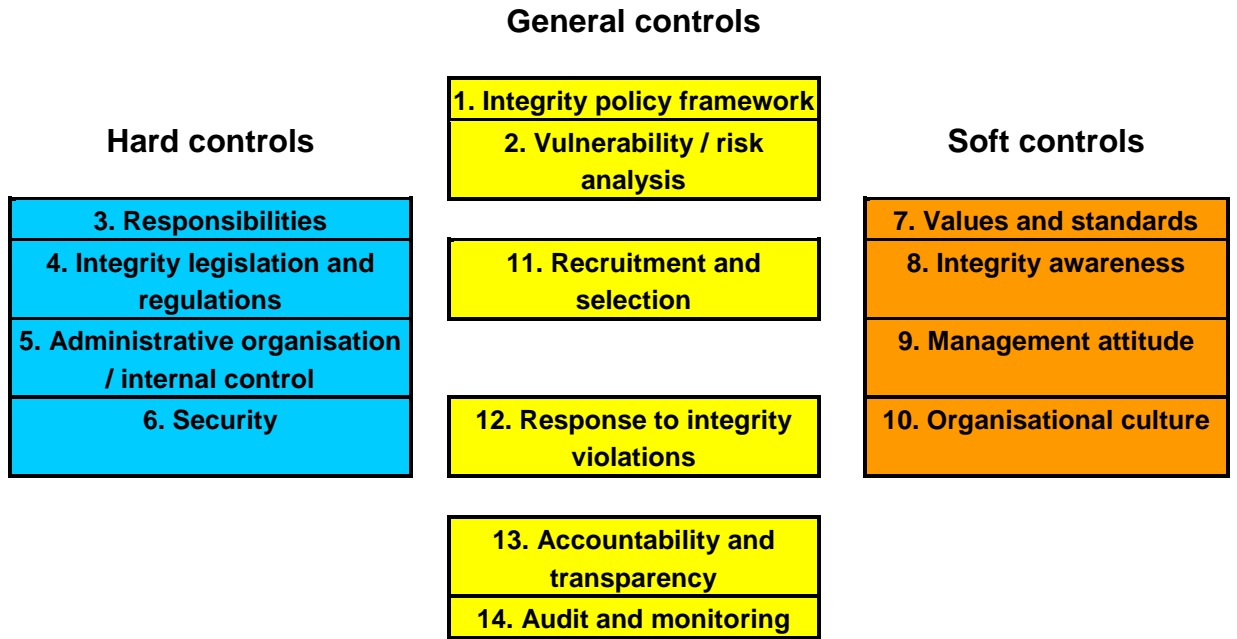 General controls
1. Integrity policy framework
2. Vulnerability / risk
analysis
Hard controls
3. Responsibilities
4. Integrity legislation and
regulations
5. Administrative organisation
/ internal control
6. Security
11. Recruitment and
selection
12. Response to integrity
violations
13. Accountability and
transparency
14. Audit and monitoring
Soft controls
7. Values and standards
8. Integrity awareness
9. Management attitude
10. Organisational culture